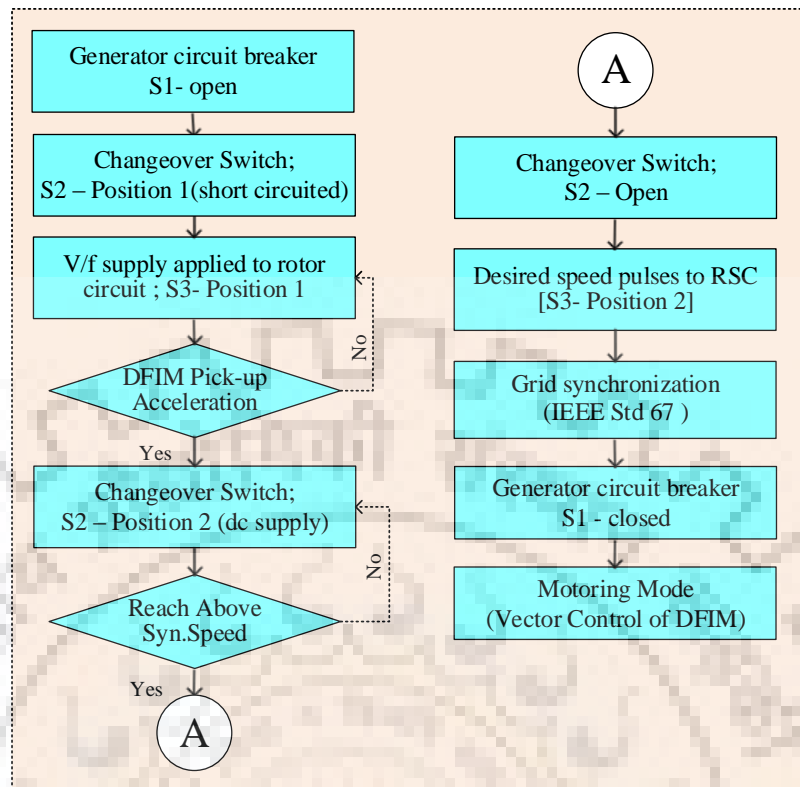 Generator circuit breaker
S1- open
Changeover Switch;
S2 – Position 1(short circuited)
V/f supply applied to rotor
circuit ; S3- Position 1
No
DFIM Pick-up
Acceleration
Yes
Changeover Switch;
S2 – Position 2 (dc supply)
No
Reach Above
Syn.Speed
Yes
A
A
Changeover Switch;
S2 – Open
Desired speed pulses to RSC
[S3- Position 2]
Grid synchronization
(IEEE Std 67 )
Generator circuit breaker
S1 - closed
Motoring Mode
(Vector Control of DFIM)